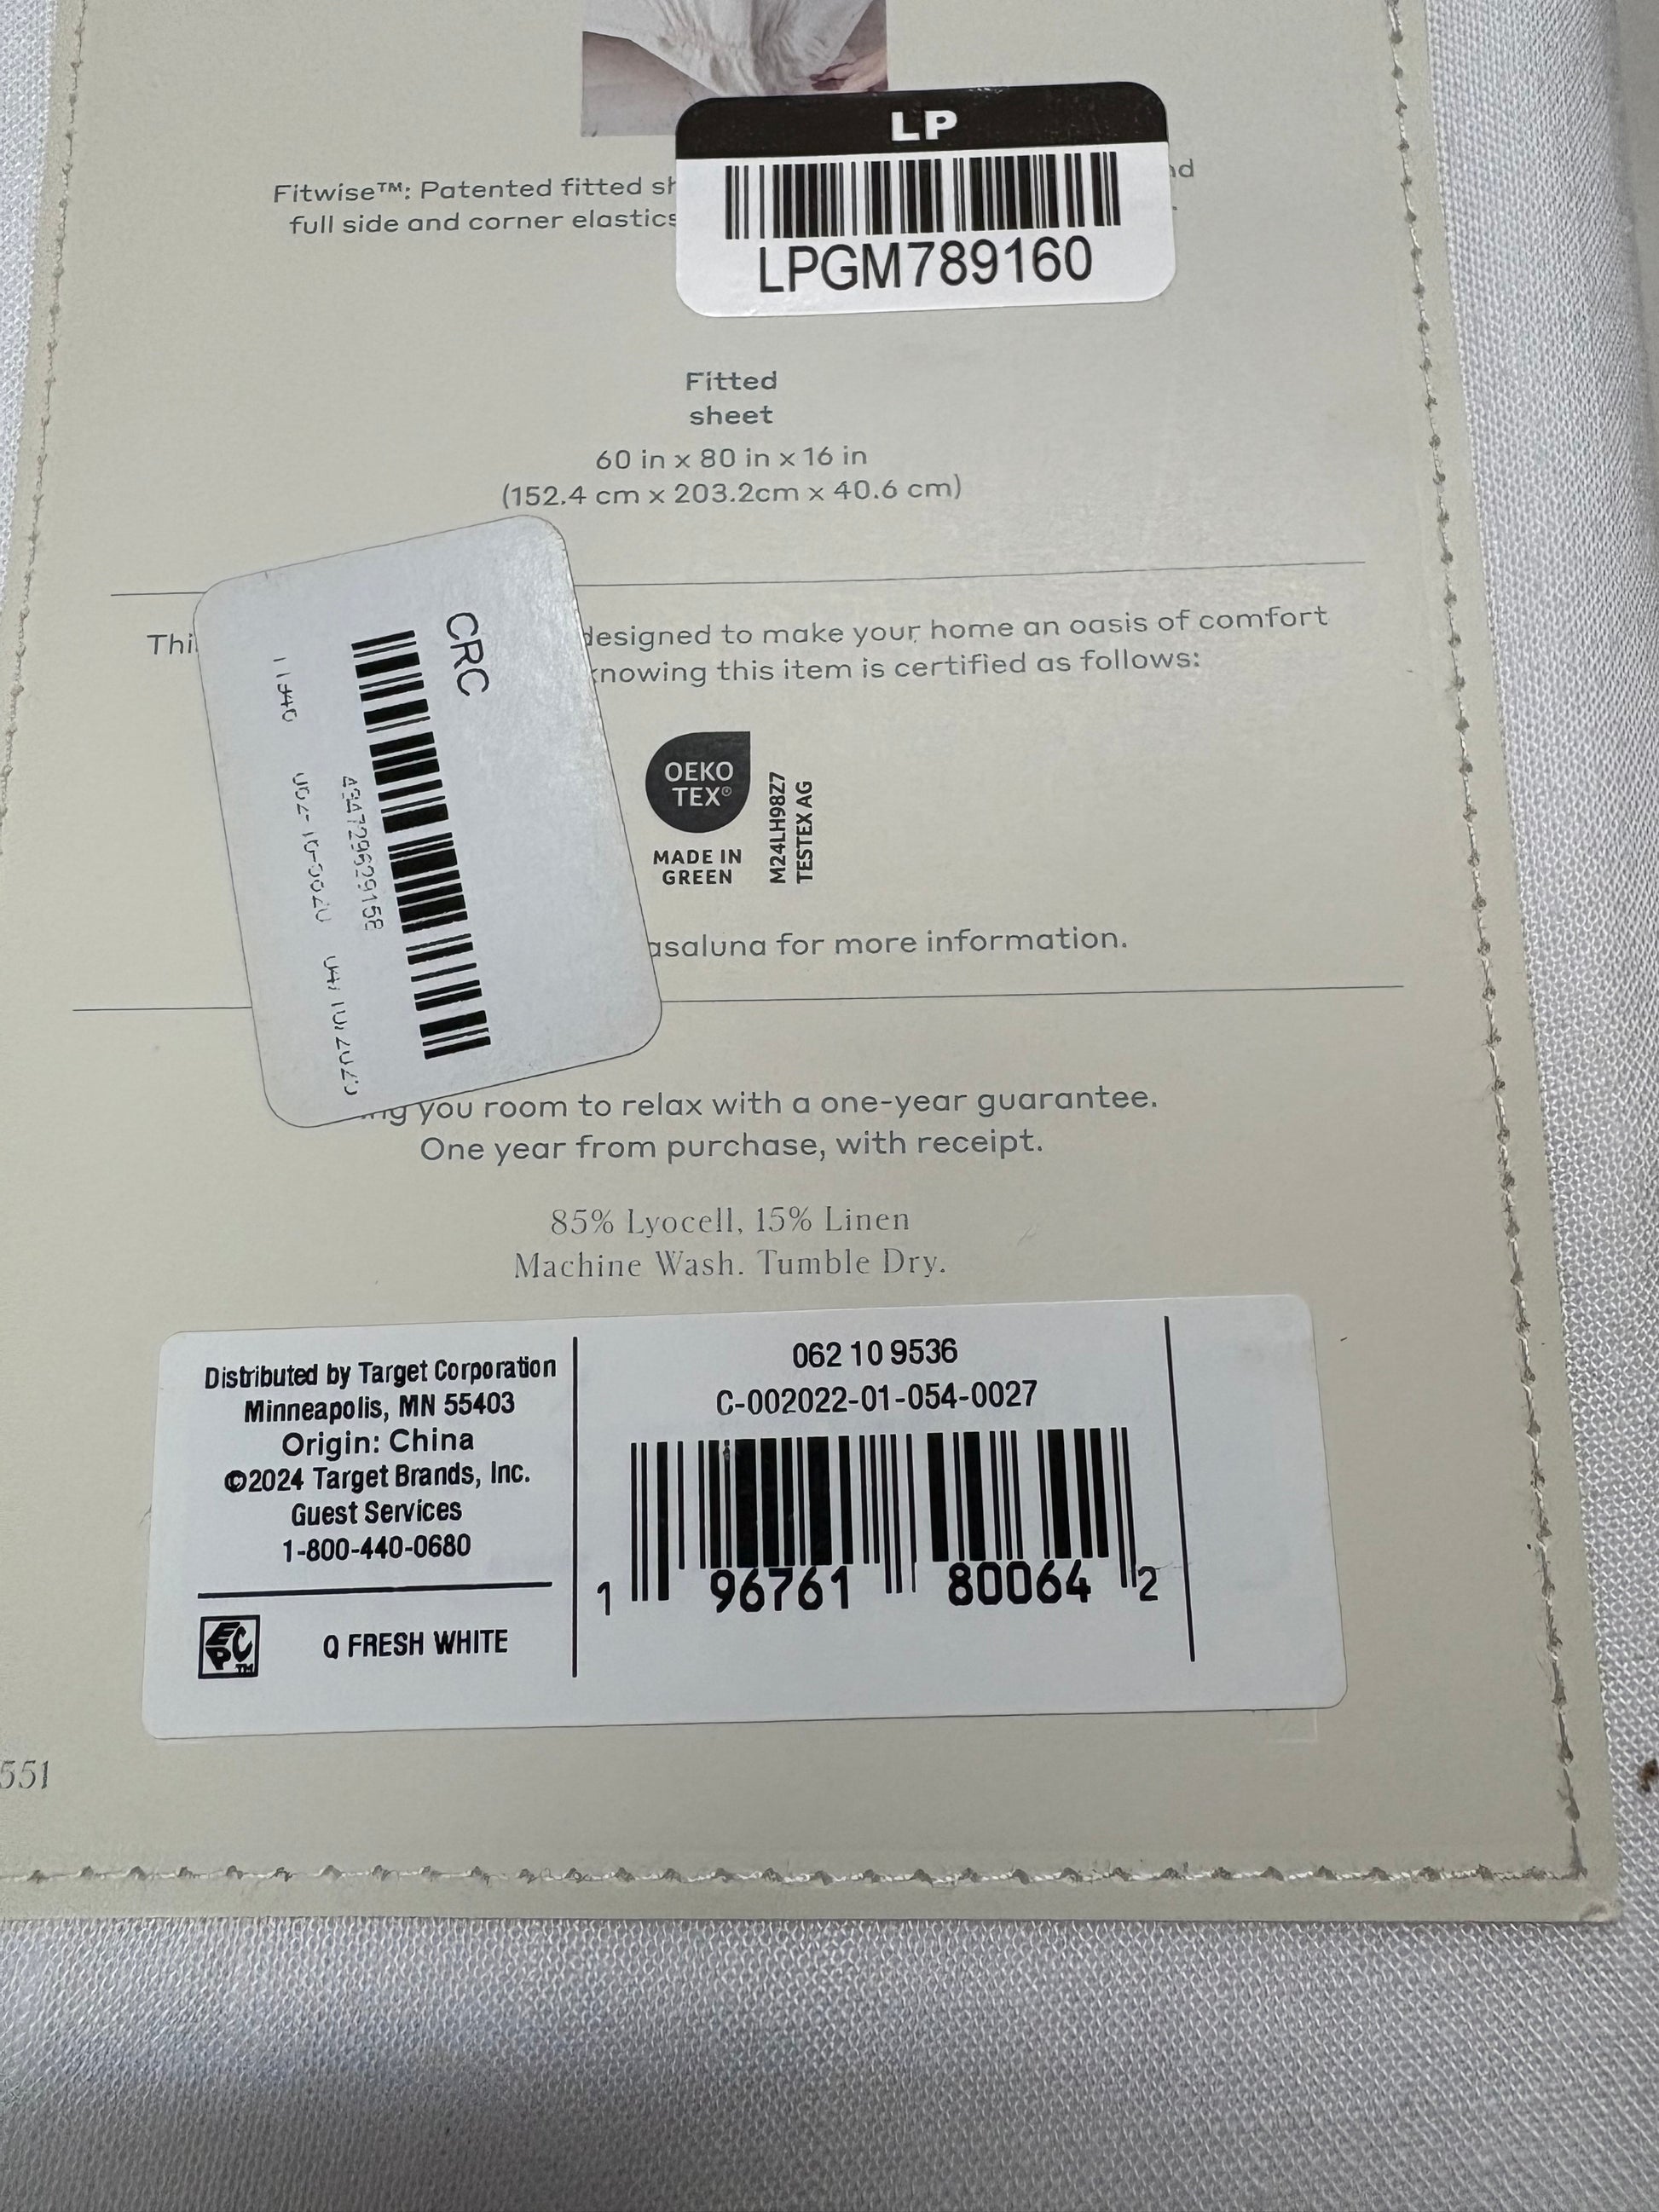 LP
LPGM789160
Fitwise™: Patented fitted
full side and corner elastics
Fitted
sheet
60 in x 80 in x 16 in
(152.4 cm x 203.2cm x 40.6 cm)
designed to make your home an oasis of comfort
knowing this item is certified as follows:
CRC
OEKO
TEX®
MADE IN
GREEN
M24LH98Z7
TESTEX AG
for more information.
you room to relax with a one-year guarantee.
One year from purchase, with receipt.
85% Lyocell, 15% Linen
Machine Wash. Tumble Dry.
Distributed by Target Corporation
Minneapolis, MN 55403
Origin: China
©2024 Target Brands, Inc.
Guest Services
1-800-440-0680
EPC™
Q FRESH WHITE
062 10 9536
C-002022-01-054-0027
1 96761 80064 2
551